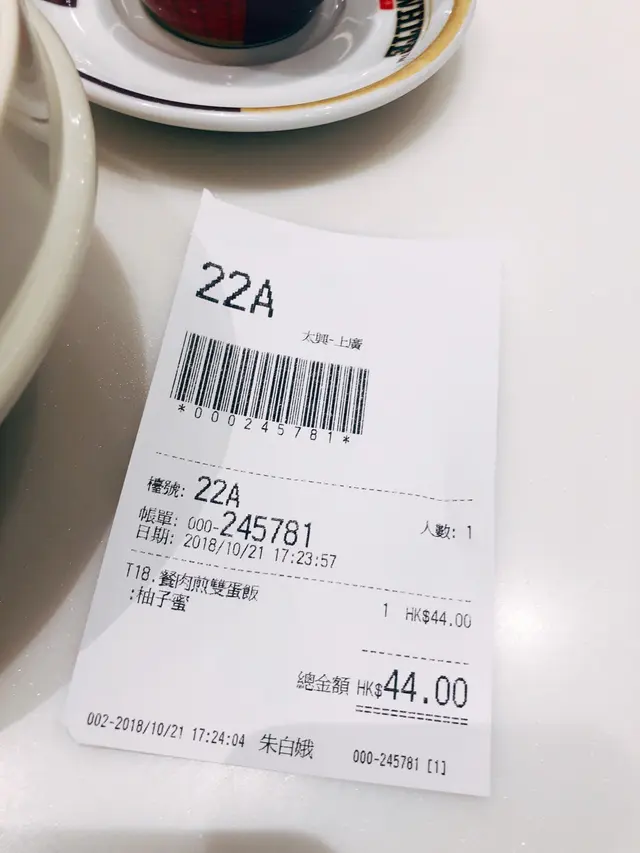 WHITE
22A
太興-上廣
*000245781*
檯號: 22A 人數: 1
帳單: 000-245781
日期: 2018/10/21 17:23:57
T18.餐肉煎雙蛋飯 1 HK$44.00
:柚子蜜
總金額 HK$44.00
002-2018/10/21 17:24:04 朱白娥 000-245781 [1]